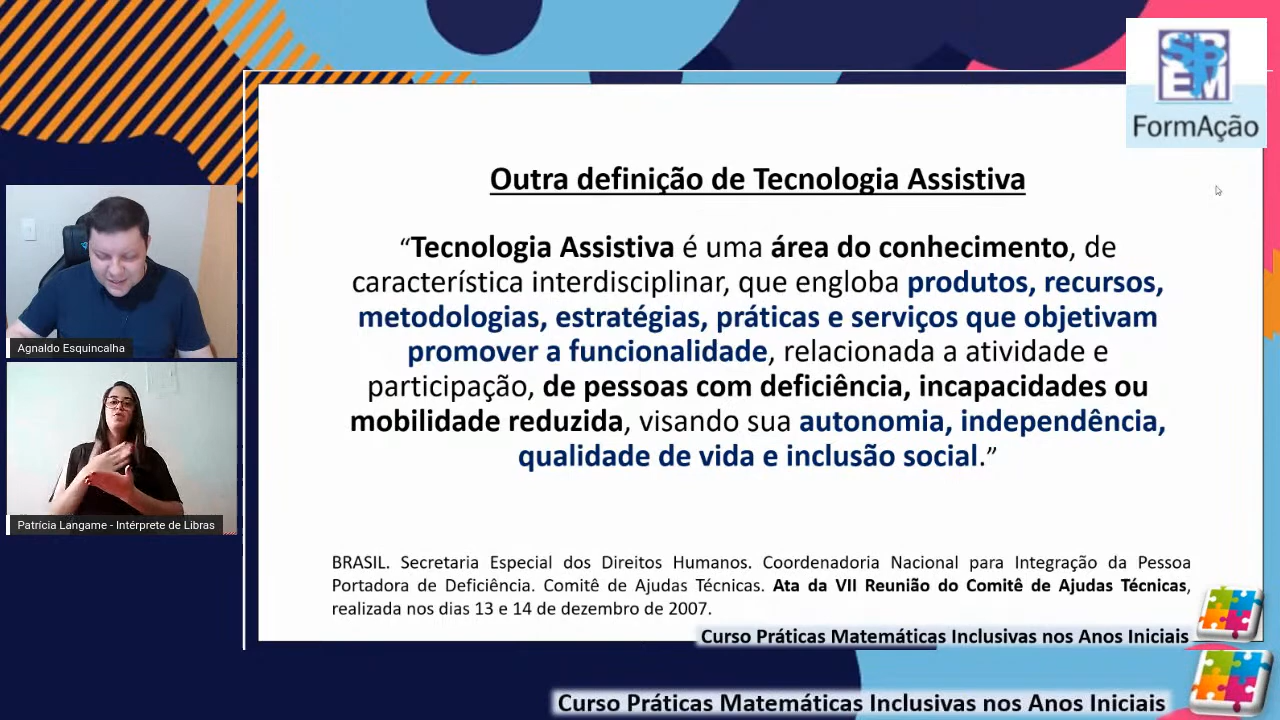 SBEM
FormAção
Outra definição de Tecnologia Assistiva
“Tecnologia Assistiva é uma área do conhecimento, de
característica interdisciplinar, que engloba produtos, recursos,
metodologias, estratégias, práticas e serviços que objetivam
promover a funcionalidade, relacionada a atividade e
participação, de pessoas com deficiência, incapacidades ou
mobilidade reduzida, visando sua autonomia, independência,
qualidade de vida e inclusão social.”
Agnaldo Esquincalha
Patrícia Langame - Intérprete de Libras
BRASIL. Secretaria Especial dos Direitos Humanos. Coordenadoria Nacional para Integração da Pessoa
Portadora de Deficiência. Comitê de Ajudas Técnicas. Ata da VII Reunião do Comitê de Ajudas Técnicas,
realizada nos dias 13 e 14 de dezembro de 2007.
Curso Práticas Matemáticas Inclusivas nos Anos Iniciais
Curso Práticas Matemáticas Inclusivas nos Anos Iniciais